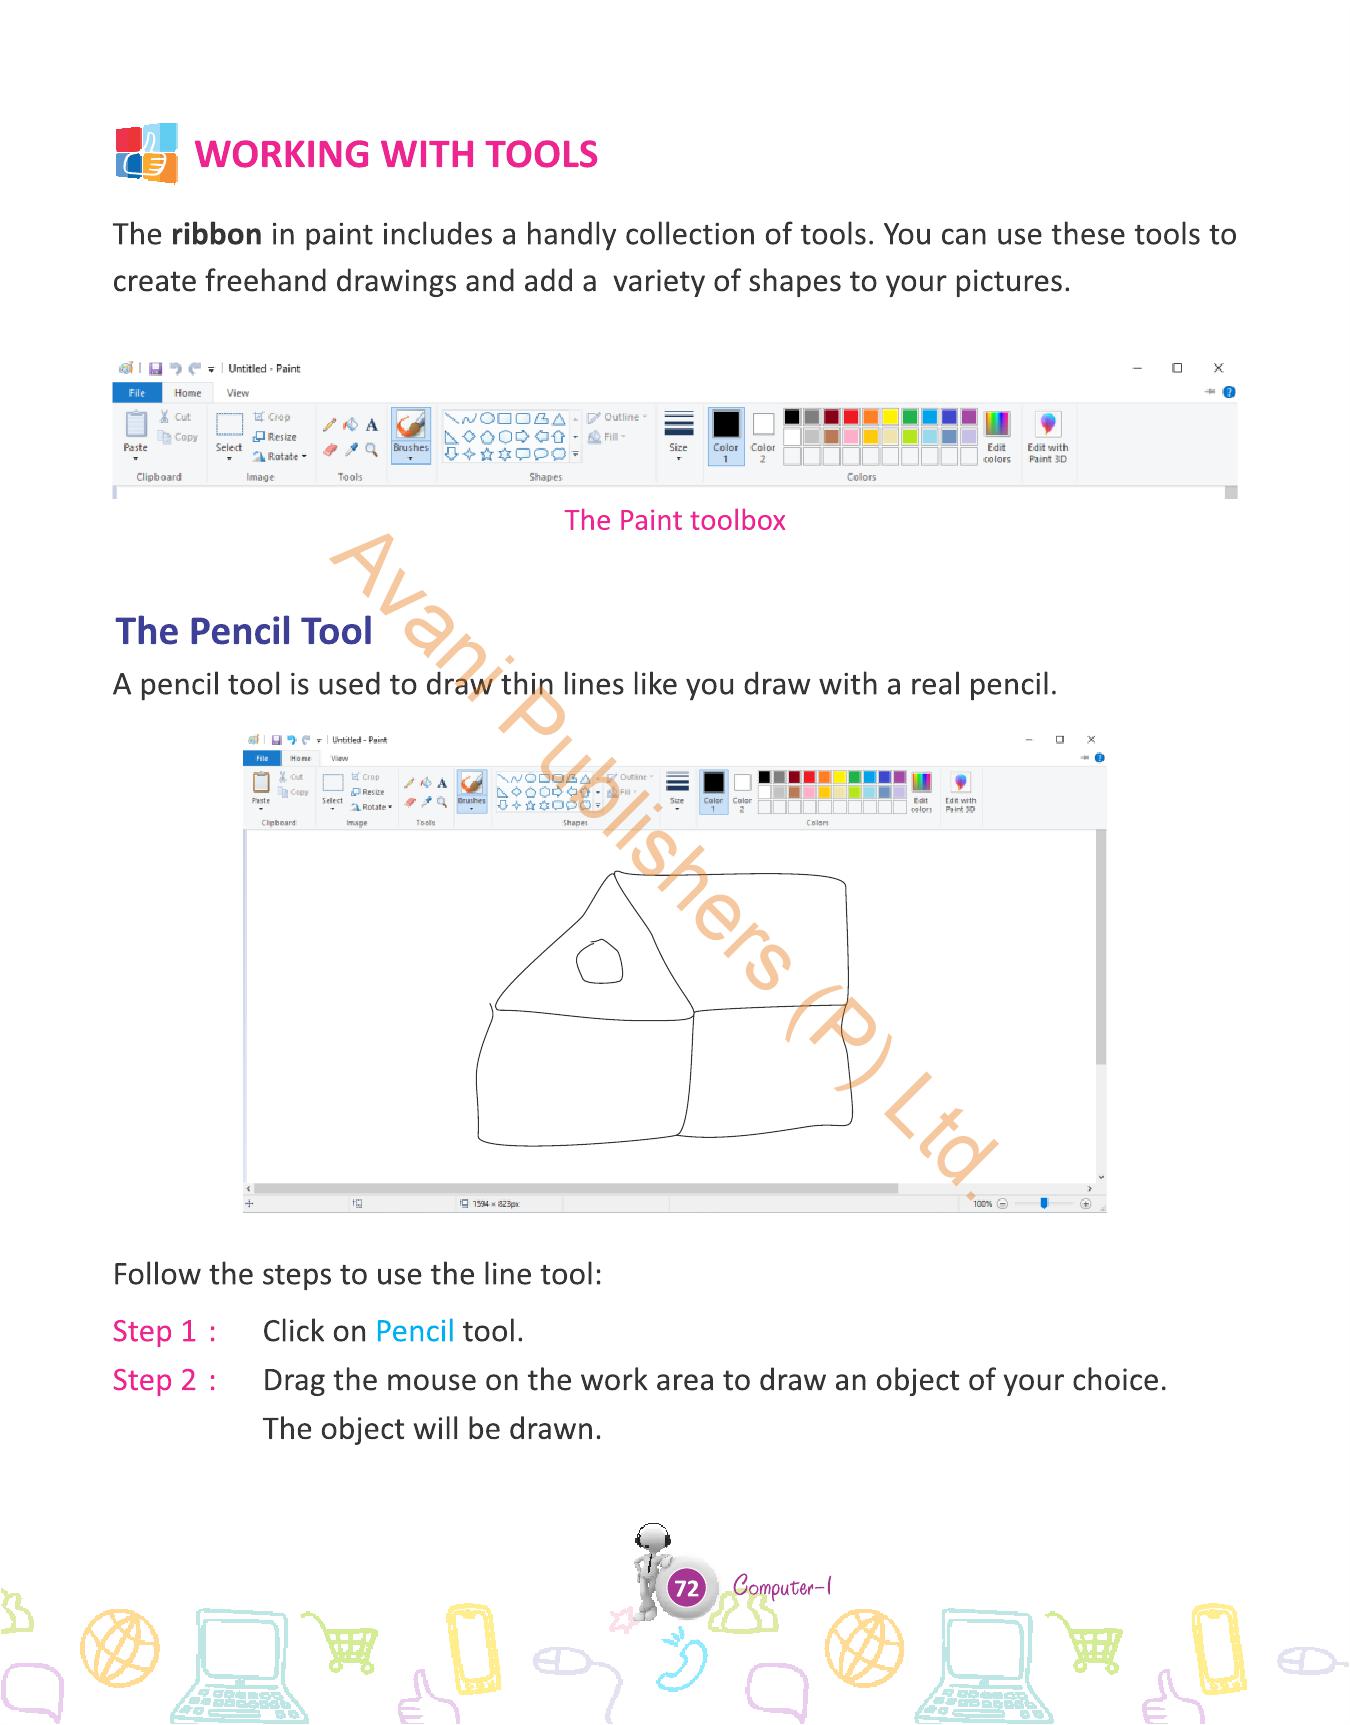 WORKING WITH TOOLS
The ribbon in paint includes a handly collection of tools. You can use these tools to
create freehand drawings and add a variety of shapes to your pictures.
Untitled - Paint
File Home View
Paste Cut Copy Select Crop Resize Rotate Brushes Outline Fill Size Color 1 Color 2 Edit colors Edit with Paint 3D
Clipboard Image Tools Shapes Colors
The Paint toolbox
The Pencil Tool
A pencil tool is used to draw thin lines like you draw with a real pencil.
Untitled - Paint
File Home View
Paste Cut Copy Select Crop Resize Rotate Brushes Outline Fill Size Color 1 Color 2 Edit colors Edit with Paint 3D
Clipboard Image Tools Shapes Colors
1594 × 823px 100%
Avani Publishers (P) Ltd.
Follow the steps to use the line tool:
Step 1 : Click on Pencil tool.
Step 2 : Drag the mouse on the work area to draw an object of your choice.
The object will be drawn.
72 Computer-1